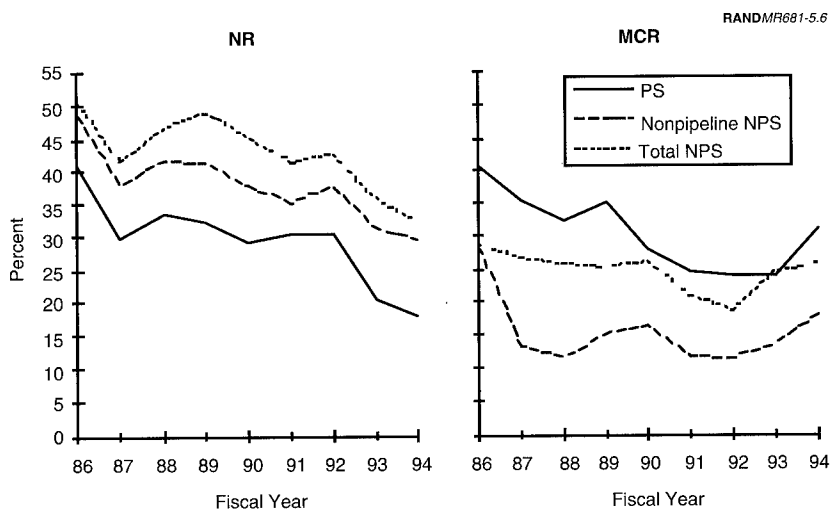 RANDMR681-5.6
NR
MCR
55
50
45
40
35
30
25
20
15
10
5
0
Percent
86 87 88 89 90 91 92 93 94
Fiscal Year
PS
Nonpipeline NPS
Total NPS
86 87 88 89 90 91 92 93 94
Fiscal Year